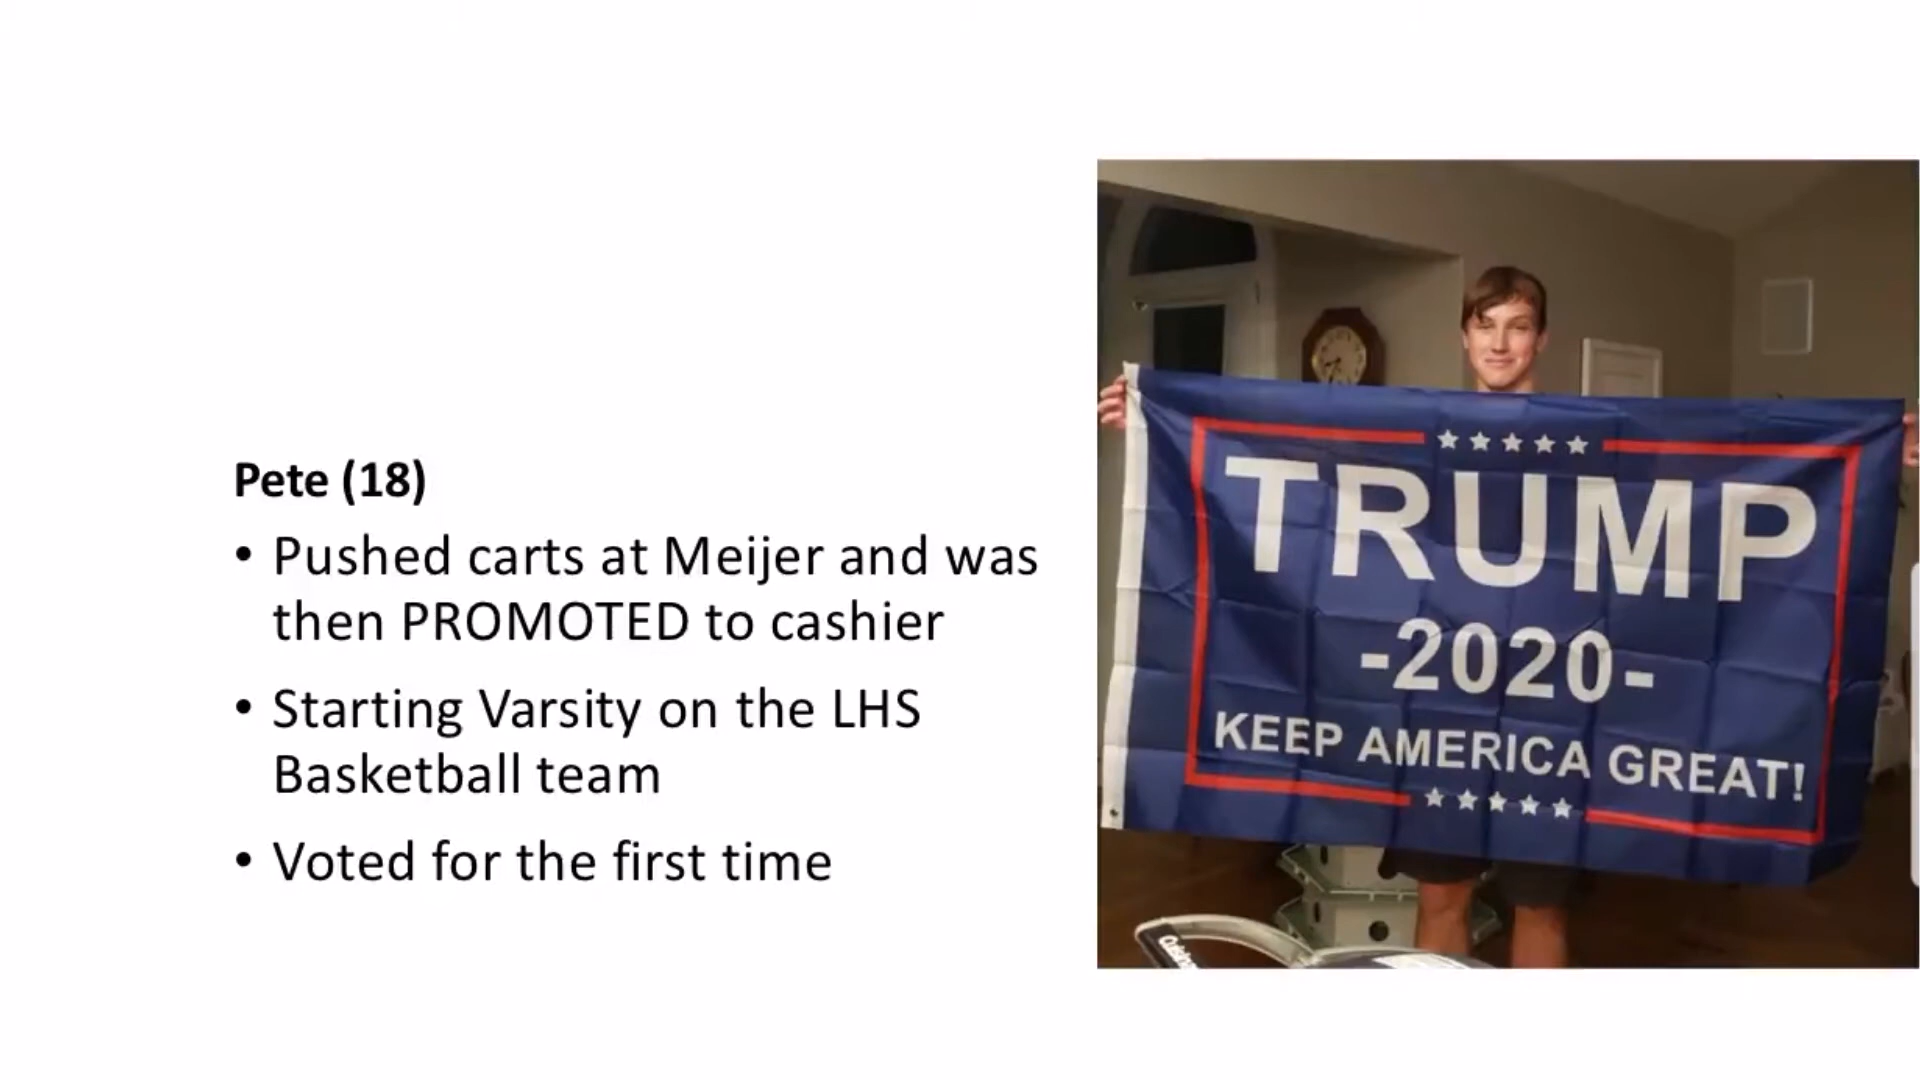 Pete (18)
• Pushed carts at Meijer and was
then PROMOTED to cashier
• Starting Varsity on the LHS
Basketball team
• Voted for the first time
TRUMP
-2020-
KEEP AMERICA GREAT!